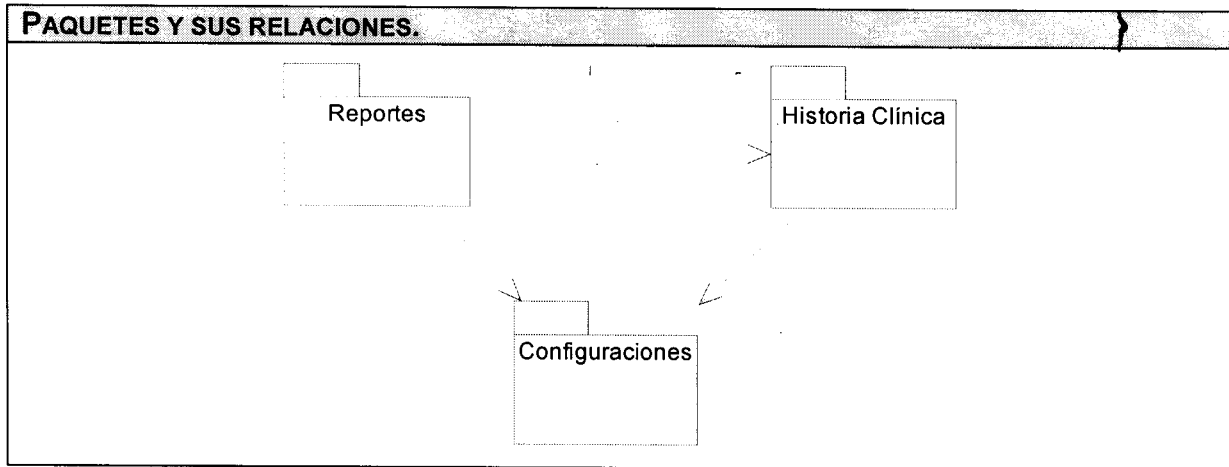 PAQUETES Y SUS RELACIONES.
Reportes
Historia Clínica
Configuraciones